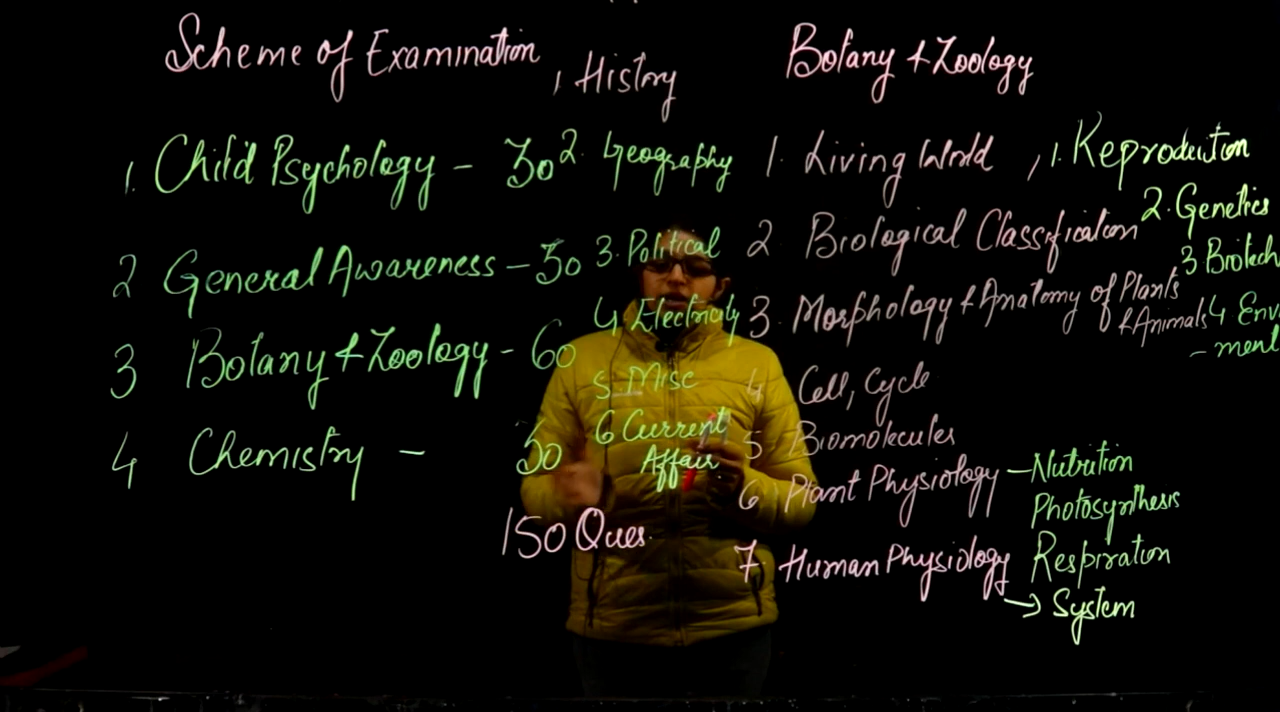 Scheme of Examination
1. Child Psychology - 30
2 General Awareness - 30
3 Botany & Zoology - 60
4 Chemistry - 30
150 Ques.
1, History
2. Geography
3. Political
4 Electricity
5 Misc
6 Current
Affair
Botany & Zoology
1. Living World,
2 Biological Classification
3. Morphology & Anatomy of Plants
& Animals
4 Cell, Cycle
5 Biomolecules
6 Plant Physiology - Nutrition
Photosynthesis
Respiration
7. Human Physiology
→ System
1. Reproduction
2. Genetics
3 Biotech
4 Env
- ment